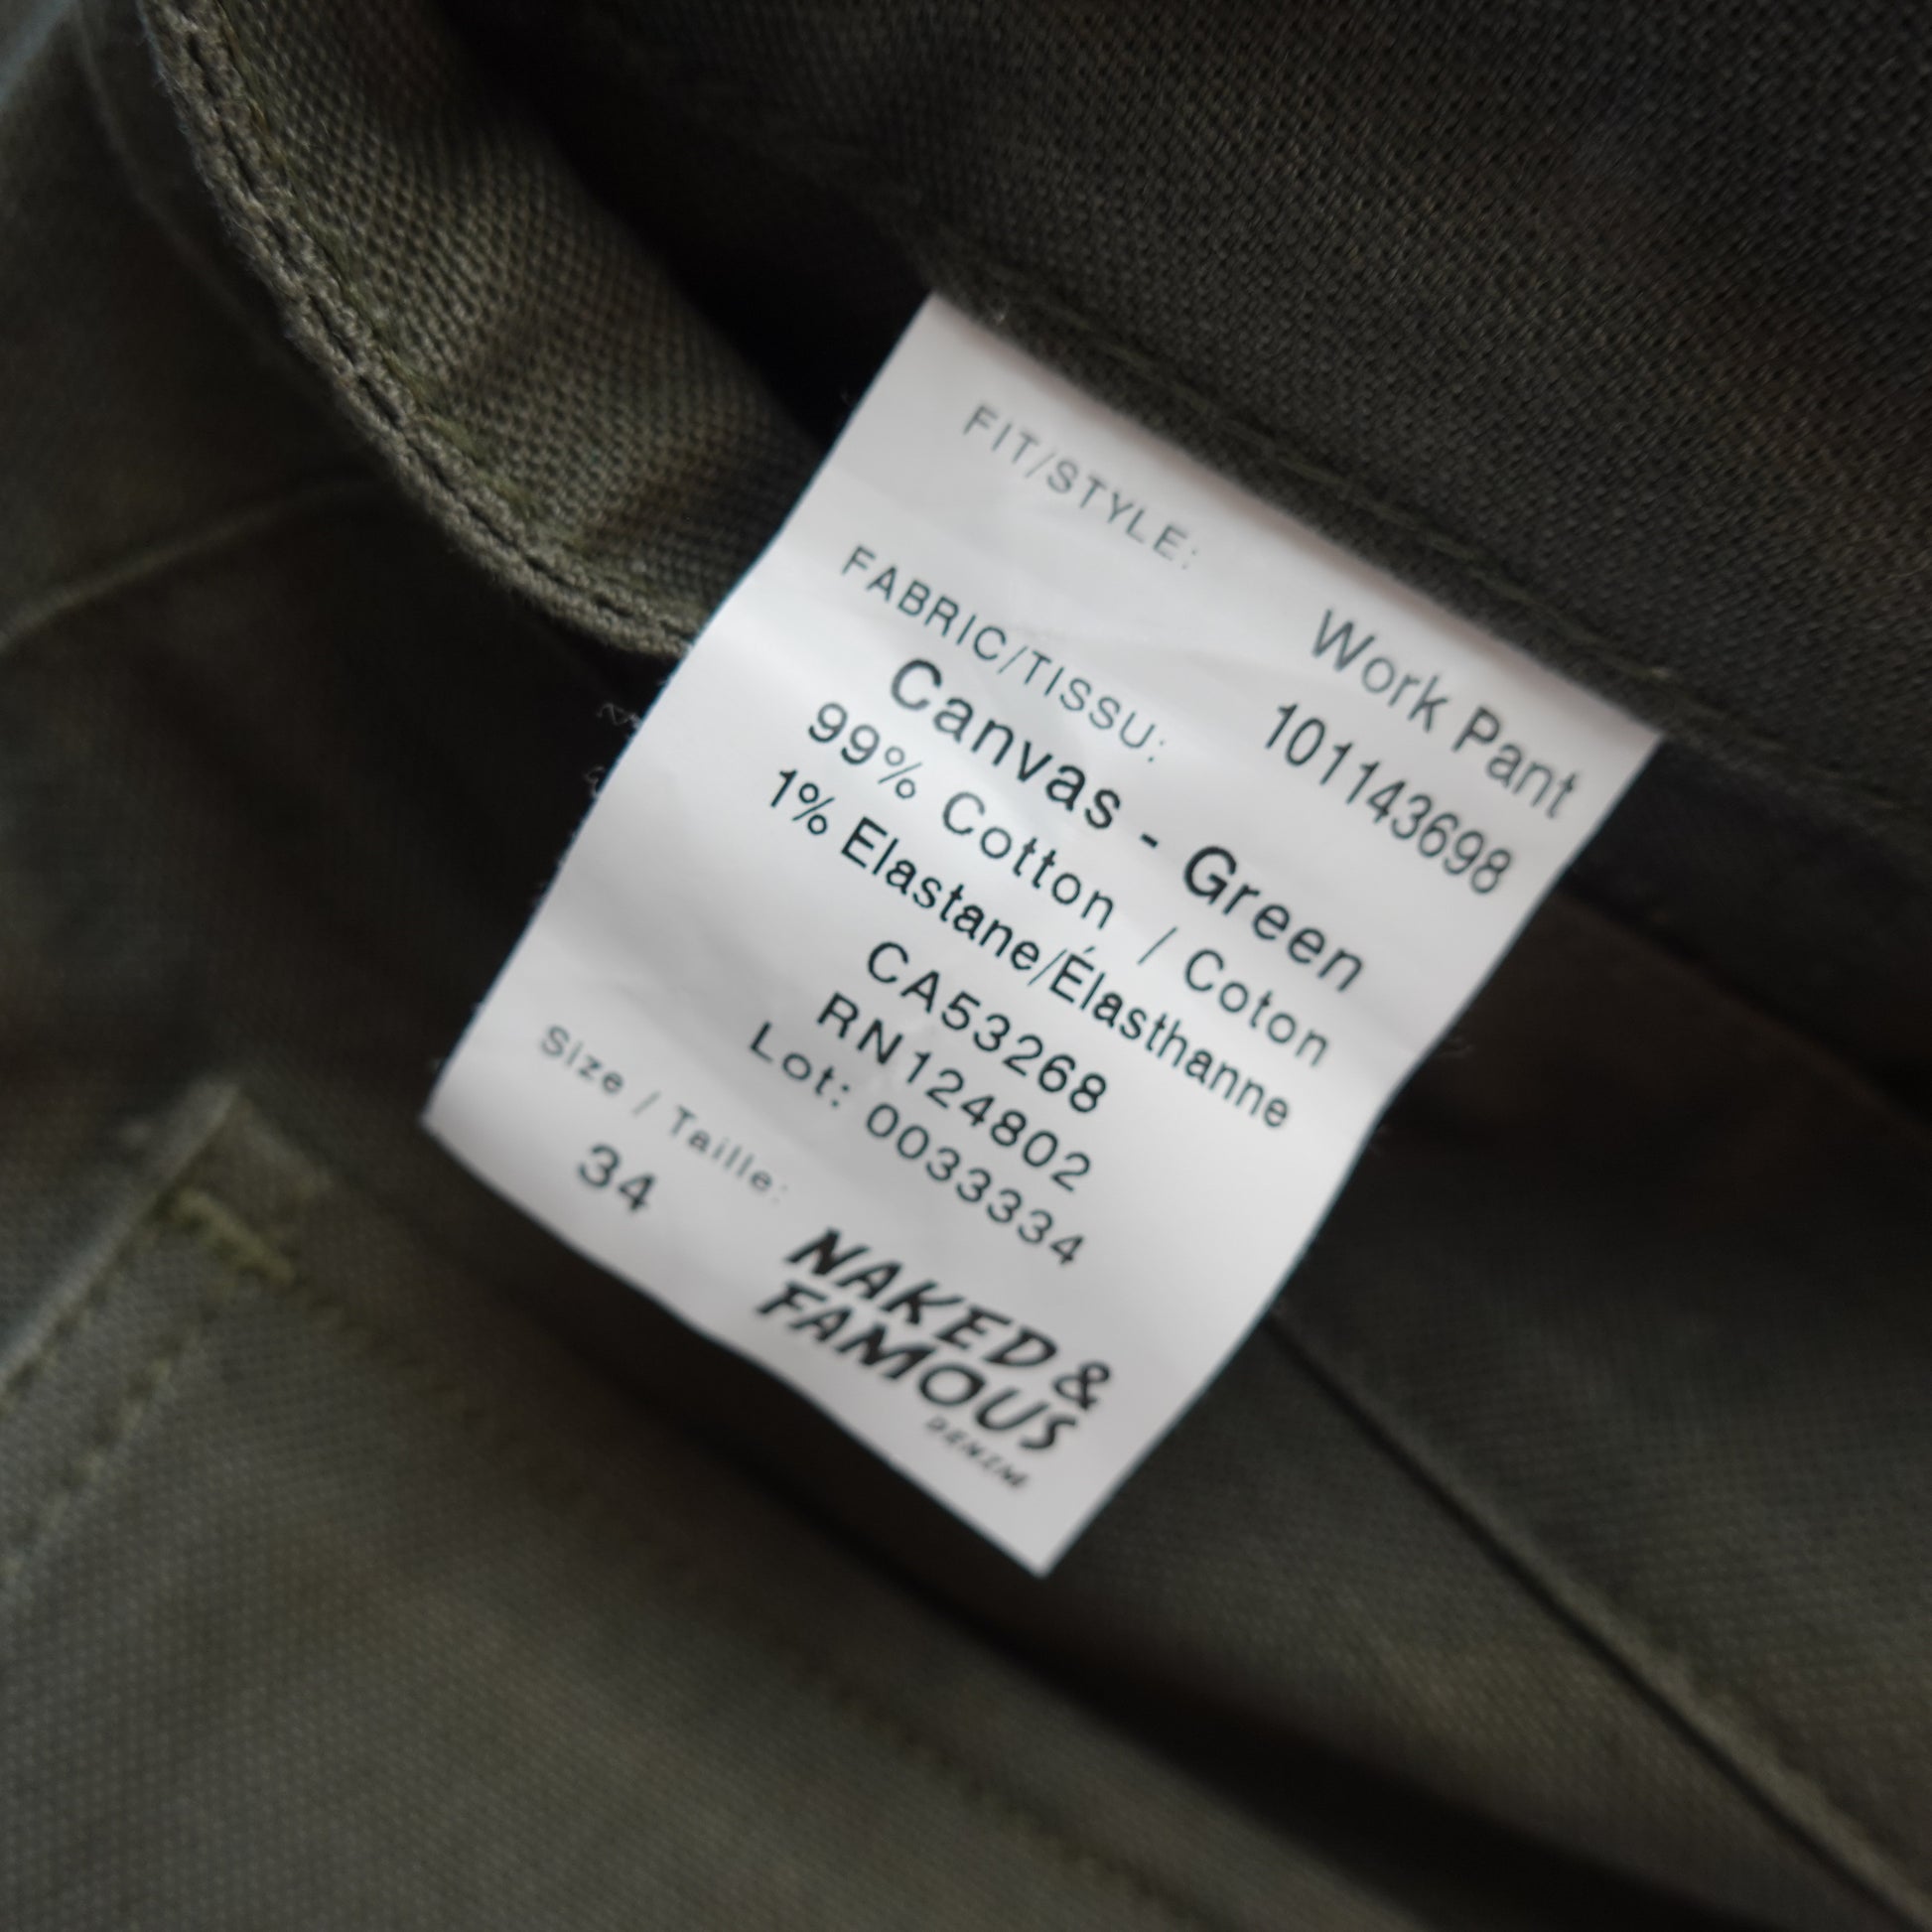 FIT/STYLE:
Work Pant
101143698
FABRIC/TISSU:
Canvas - Green
99% Cotton / Coton
1% Elastane/Élasthanne
CA53268
RN124802
Lot: 0033334
Size / Taille:
34
NAKED &
FAMOUS
DENIM